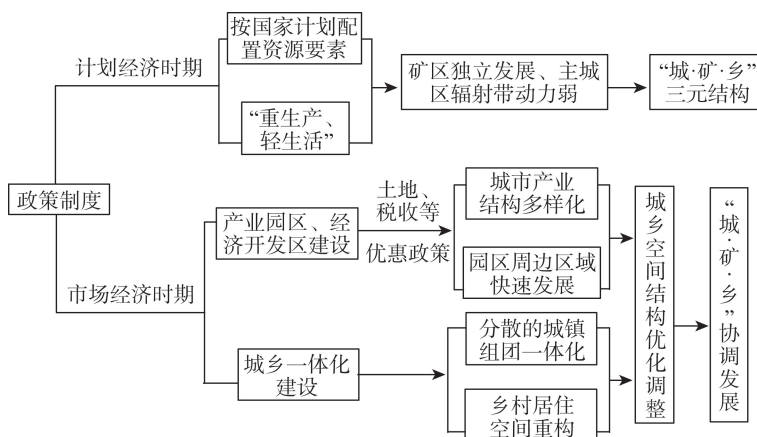 政策制度
计划经济时期
按国家计划配
置资源要素
“重生产、
轻生活”
矿区独立发展、主城
区辐射带动力弱
“城·矿·乡”
三元结构
市场经济时期
产业园区、经
济开发区建设
土地、
税收等
优惠政策
城市产业
结构多样化
园区周边区域
快速发展
城乡一体化
建设
分散的城镇
组团一体化
乡村居住
空间重构
城乡空间结构优化调整
“城·矿·乡”协调发展